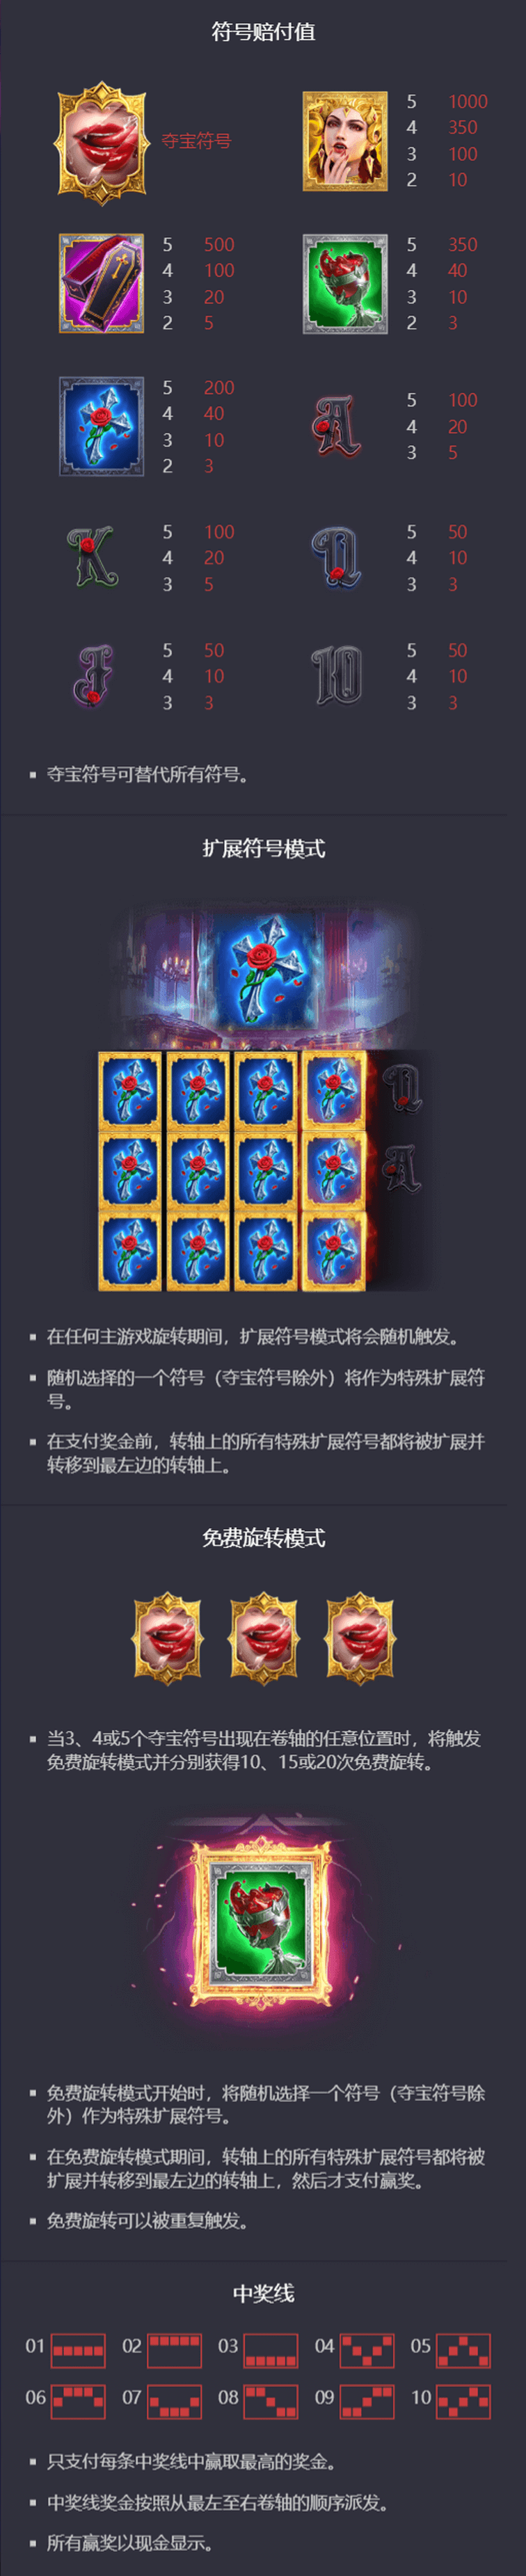 符号赔付值
夺宝符号
5 1000
4 350
3 100
2 10
5 500
4 100
3 20
2 5
5 350
4 40
3 10
2 3
5 200
4 40
3 10
2 3
A
5 100
4 20
3 5
K
5 100
4 20
3 5
Q
5 50
4 10
3 3
J
5 50
4 10
3 3
10
5 50
4 10
3 3
夺宝符号可替代所有符号。
扩展符号模式
Q
A
在任何主游戏旋转期间，扩展符号模式将会随机触发。
随机选择的一个符号（夺宝符号除外）将作为特殊扩展符
号。
在支付奖金前，转轴上的所有特殊扩展符号都将被扩展并
转移到最左边的转轴上。
免费旋转模式
当3、4或5个夺宝符号出现在卷轴的任意位置时，将触发
免费旋转模式并分别获得10、15或20次免费旋转。
免费旋转模式开始时，将随机选择一个符号（夺宝符号除
外）作为特殊扩展符号。
在免费旋转模式期间，转轴上的所有特殊扩展符号都将被
扩展并转移到最左边的转轴上，然后才支付赢奖。
免费旋转可以被重复触发。
中奖线
01 02 03 04 05
06 07 08 09 10
只支付每条中奖线中赢取最高的奖金。
中奖线奖金按照从最左至右卷轴的顺序派发。
所有赢奖以现金显示。